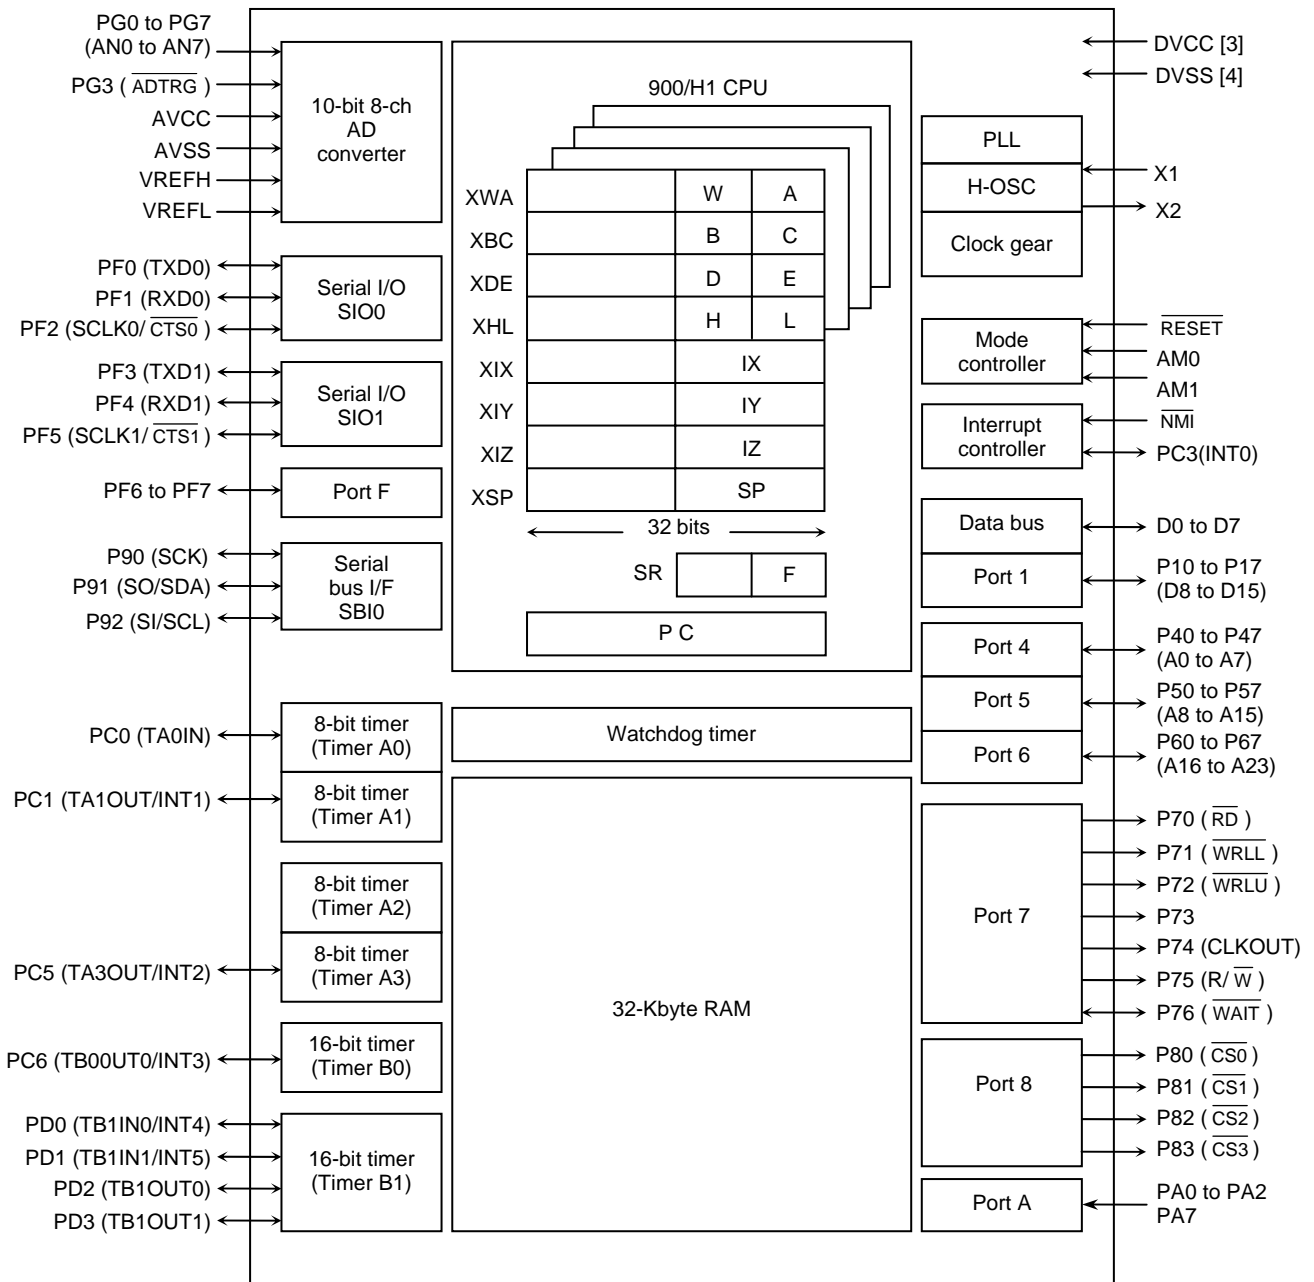 PG0 to PG7
(AN0 to AN7)
PG3 ( ADTRG )
AVCC
AVSS
VREFH
VREFL
10-bit 8-ch
AD
converter
PF0 (TXD0)
PF1 (RXD0)
PF2 (SCLK0/ CTS0 )
Serial I/O
SIO0
PF3 (TXD1)
PF4 (RXD1)
PF5 (SCLK1/ CTS1 )
Serial I/O
SIO1
PF6 to PF7
Port F
P90 (SCK)
P91 (SO/SDA)
P92 (SI/SCL)
Serial
bus I/F
SBI0
PC0 (TA0IN)
8-bit timer
(Timer A0)
PC1 (TA1OUT/INT1)
8-bit timer
(Timer A1)
8-bit timer
(Timer A2)
PC5 (TA3OUT/INT2)
8-bit timer
(Timer A3)
PC6 (TB00UT0/INT3)
16-bit timer
(Timer B0)
PD0 (TB1IN0/INT4)
PD1 (TB1IN1/INT5)
PD2 (TB1OUT0)
PD3 (TB1OUT1)
16-bit timer
(Timer B1)
900/H1 CPU
XWA W A
XBC B C
XDE D E
XHL H L
XIX IX
XIY IY
XIZ IZ
XSP SP
32 bits
SR F
P C
Watchdog timer
32-Kbyte RAM
DVCC [3]
DVSS [4]
PLL
H-OSC
Clock gear
X1
X2
Mode
controller
RESET
AM0
AM1
Interrupt
controller
NMI
PC3(INT0)
Data bus
D0 to D7
Port 1
P10 to P17
(D8 to D15)
Port 4
P40 to P47
(A0 to A7)
Port 5
P50 to P57
(A8 to A15)
Port 6
P60 to P67
(A16 to A23)
Port 7
P70 ( RD )
P71 ( WRLL )
P72 ( WRLU )
P73
P74 (CLKOUT)
P75 (R/ W )
P76 ( WAIT )
Port 8
P80 ( CS0 )
P81 ( CS1 )
P82 ( CS2 )
P83 ( CS3 )
Port A
PA0 to PA2
PA7